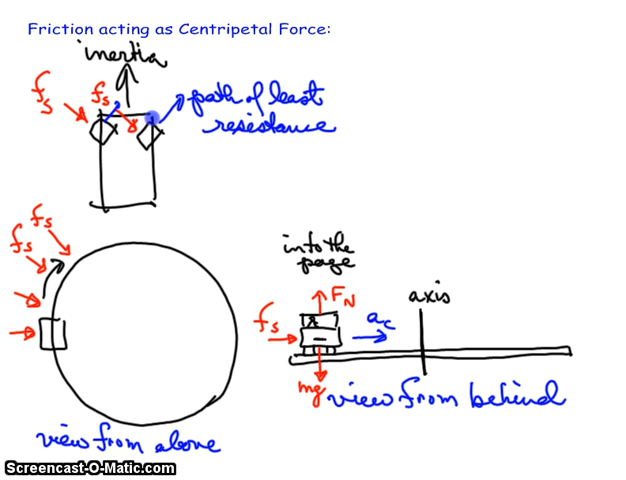 Friction acting as Centripetal Force:
inertia
fs
fs
path of least
resistance
fs
fs
into the
page
FN
axis
fs
ac
mg
view from behind
view from above
Screencast-O-Matic.com